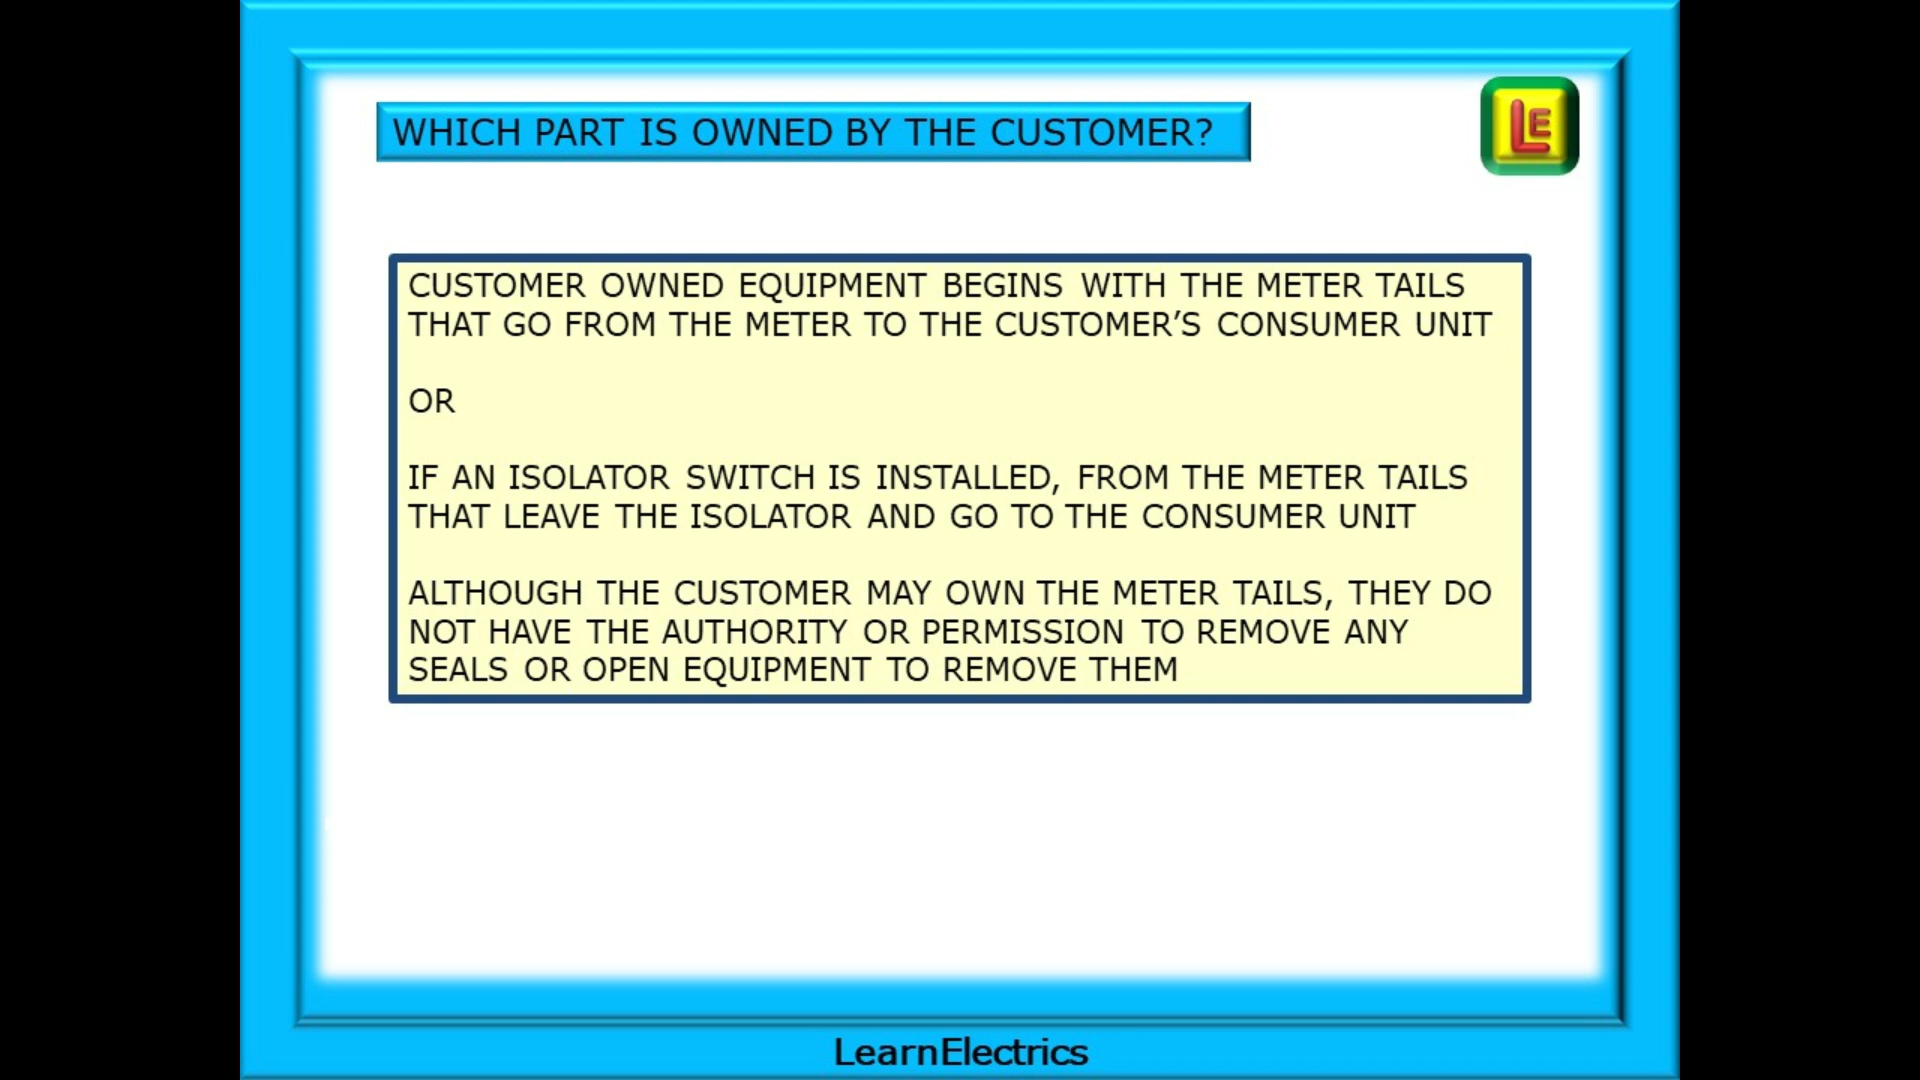 WHICH PART IS OWNED BY THE CUSTOMER?
LE
CUSTOMER OWNED EQUIPMENT BEGINS WITH THE METER TAILS
THAT GO FROM THE METER TO THE CUSTOMER’S CONSUMER UNIT
OR
IF AN ISOLATOR SWITCH IS INSTALLED, FROM THE METER TAILS
THAT LEAVE THE ISOLATOR AND GO TO THE CONSUMER UNIT
ALTHOUGH THE CUSTOMER MAY OWN THE METER TAILS, THEY DO
NOT HAVE THE AUTHORITY OR PERMISSION TO REMOVE ANY
SEALS OR OPEN EQUIPMENT TO REMOVE THEM
LearnElectrics